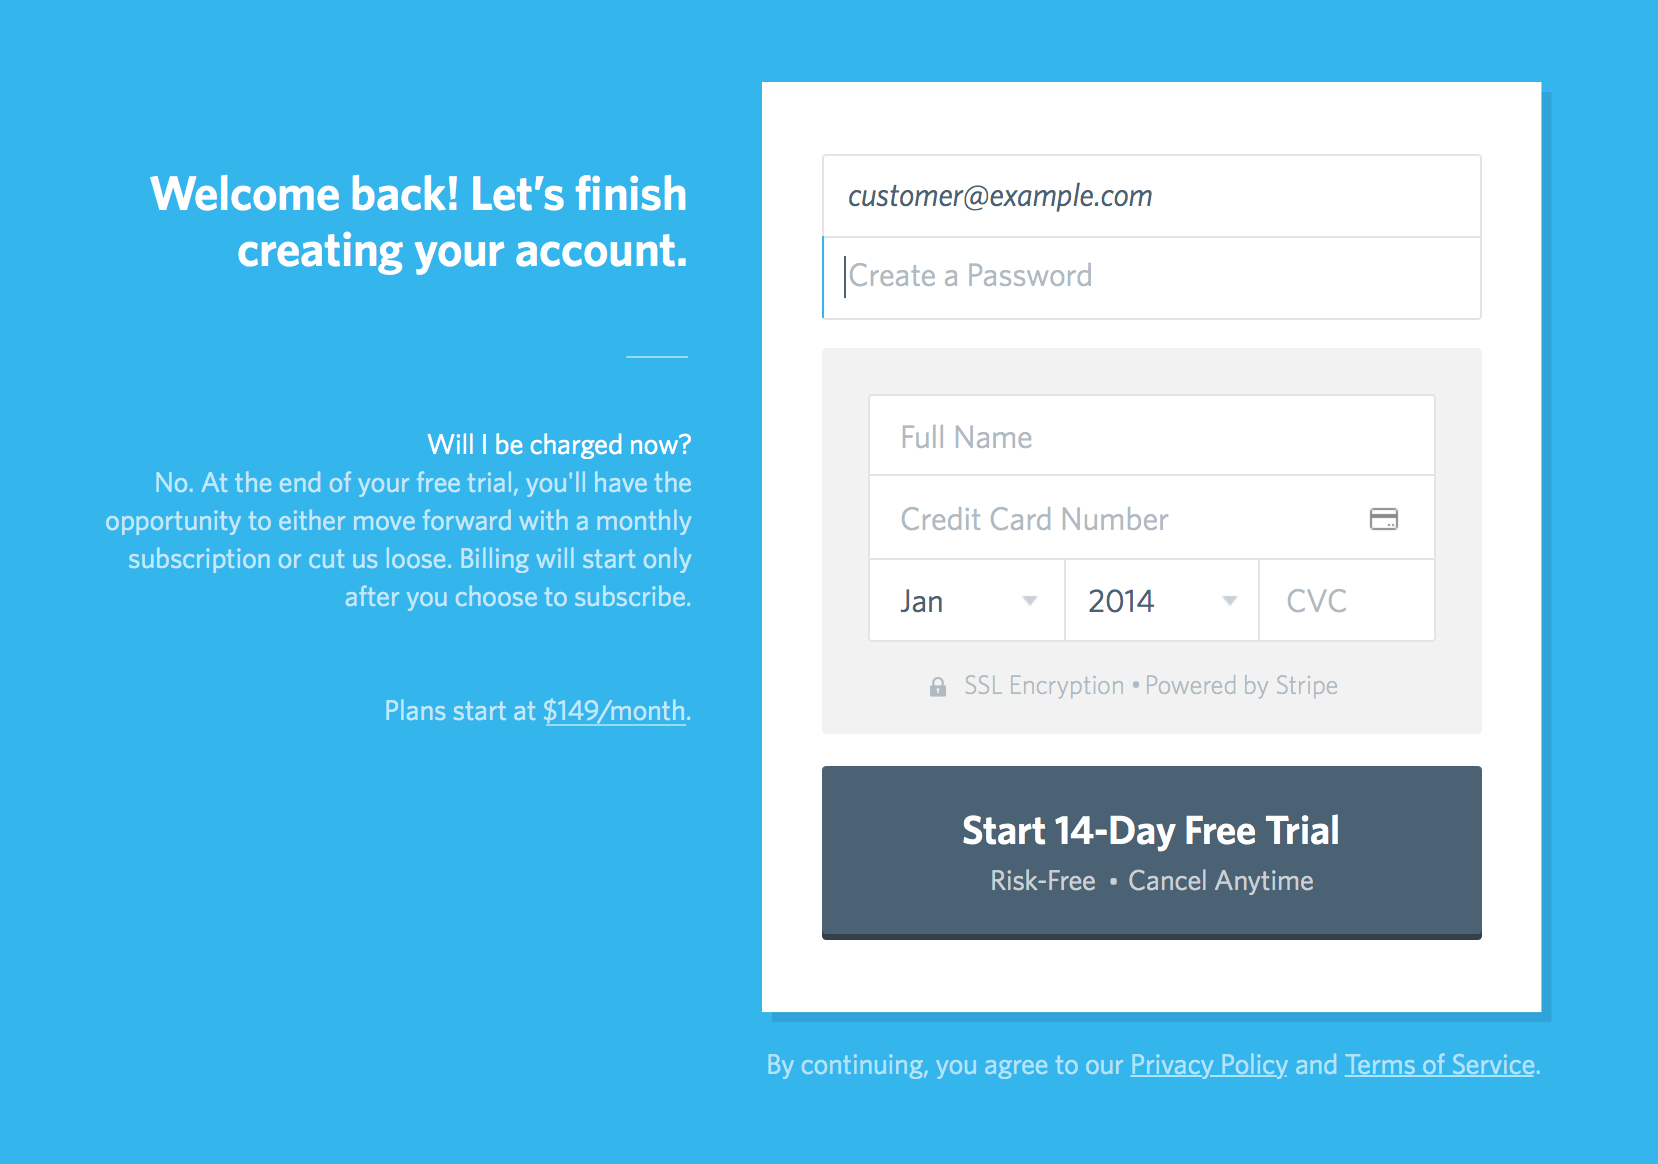 Welcome back! Let’s finish
creating your account.
Will I be charged now?
No. At the end of your free trial, you'll have the
opportunity to either move forward with a monthly
subscription or cut us loose. Billing will start only
after you choose to subscribe.
Plans start at $149/month.
customer@example.com
Create a Password
Full Name
Credit Card Number
Jan 2014 CVC
SSL Encryption • Powered by Stripe
Start 14-Day Free Trial
Risk-Free • Cancel Anytime
By continuing, you agree to our Privacy Policy and Terms of Service.